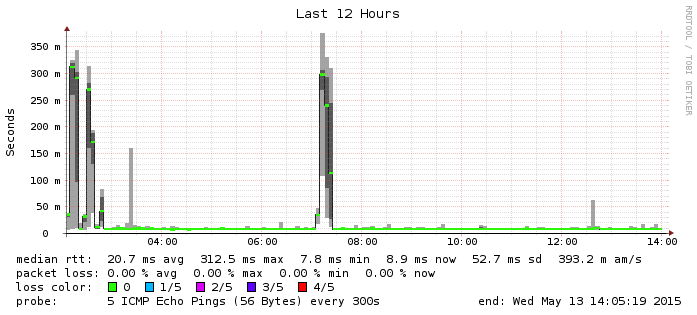 Last 12 Hours
RRDTOOL / TOBI OETIKER
Seconds
350 m
300 m
250 m
200 m
150 m
100 m
50 m
0
04:00 06:00 08:00 10:00 12:00 14:00
median rtt: 20.7 ms avg 312.5 ms max 7.8 ms min 8.9 ms now 52.7 ms sd 393.2 m am/s
packet loss: 0.00 % avg 0.00 % max 0.00 % min 0.00 % now
loss color: 0 1/5 2/5 3/5 4/5
probe: 5 ICMP Echo Pings (56 Bytes) every 300s end: Wed May 13 14:05:19 2015